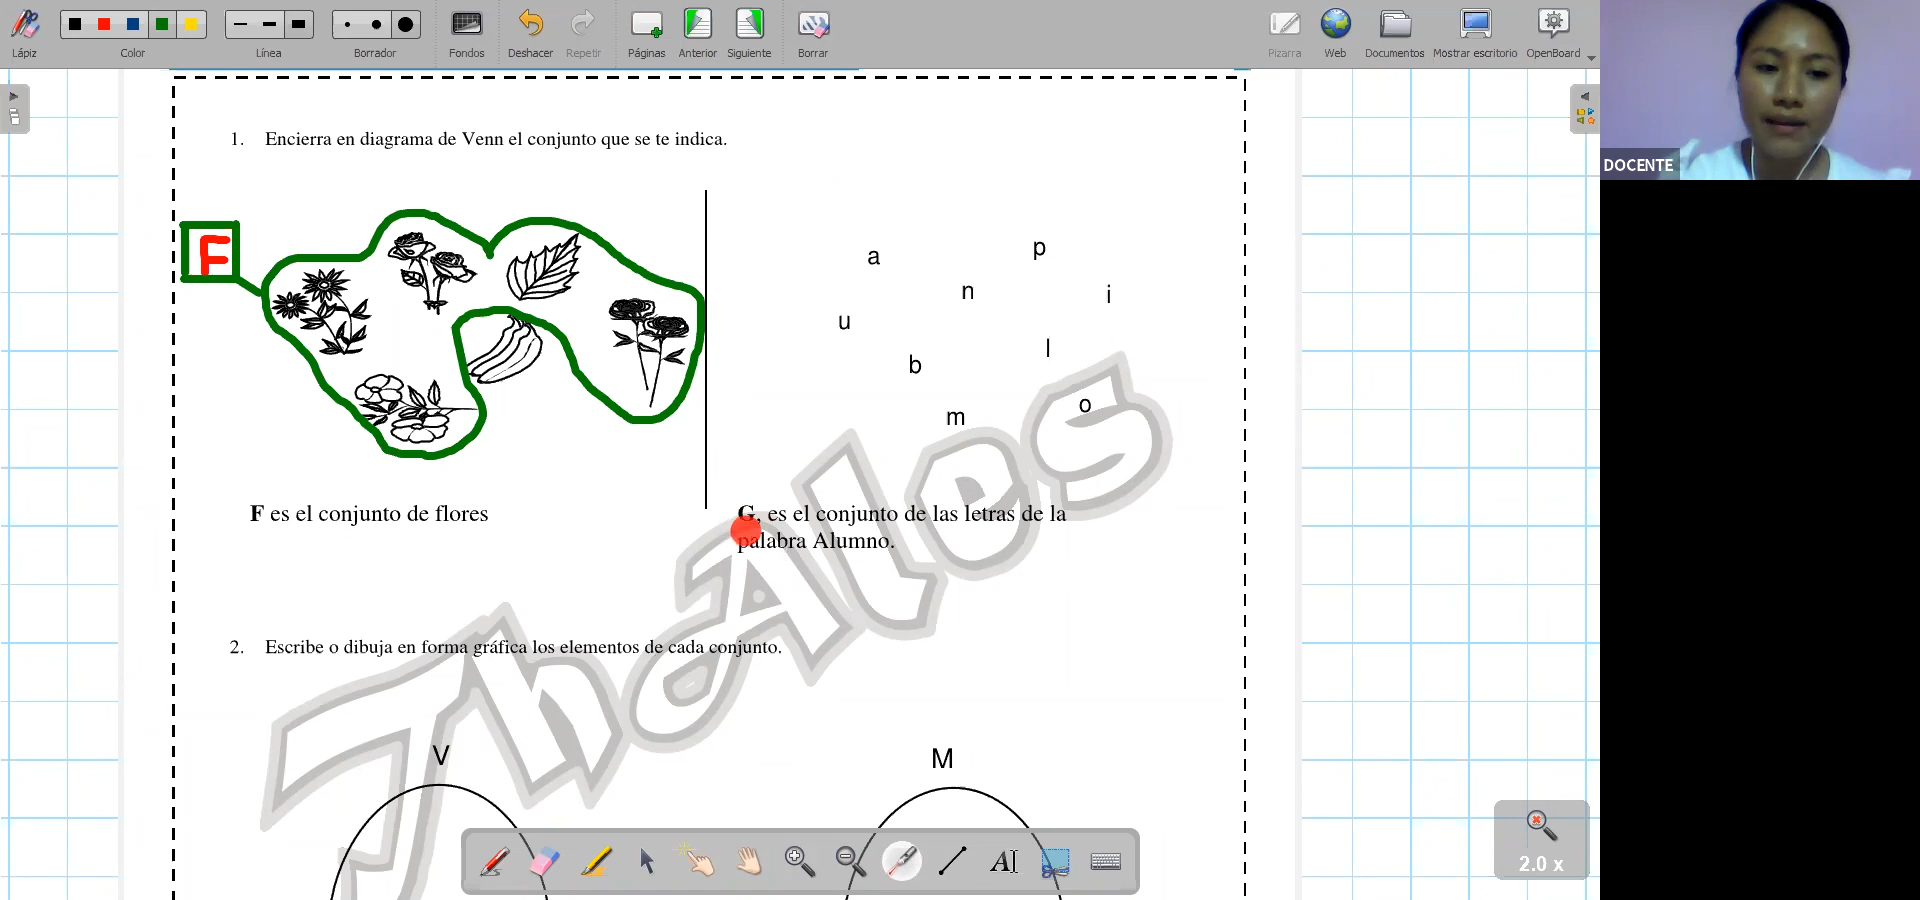 Lápiz Color Línea Borrador Fondos Deshacer Repetir Páginas Anterior Siguiente Borrar Pizarra Web Documentos Mostrar escritorio OpenBoard
DOCENTE
1. Encierra en diagrama de Venn el conjunto que se te indica.
F
a p
n i
u
b l
m o
F es el conjunto de flores
G, es el conjunto de las letras de la
palabra Alumno.
Thales
2. Escribe o dibuja en forma gráfica los elementos de cada conjunto.
V M
2.0 x